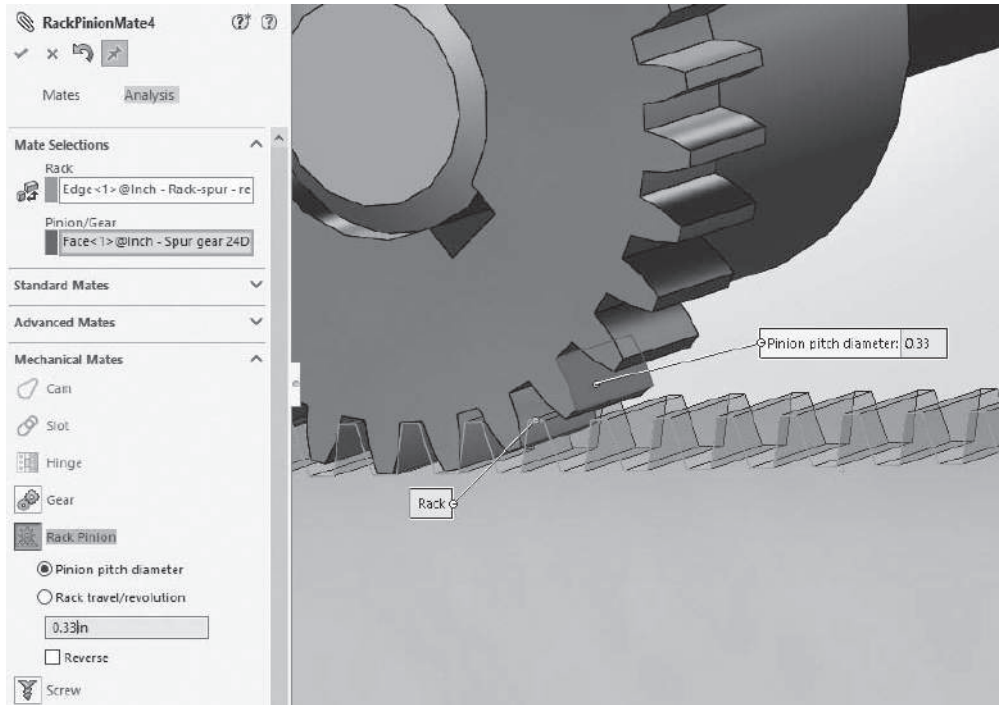 RackPinionMate4
Mates Analysis
Mate Selections
Rack
Edge<1>@Inch - Rack-spur - re
Pinion/Gear
Face<1>@Inch - Spur gear 24D
Standard Mates
Advanced Mates
Mechanical Mates
Cam
Slot
Hinge
Gear
Rack Pinion
Pinion pitch diameter
Rack travel/revolution
0.33in
Reverse
Screw
Pinion pitch diameter: 0.33
Rack